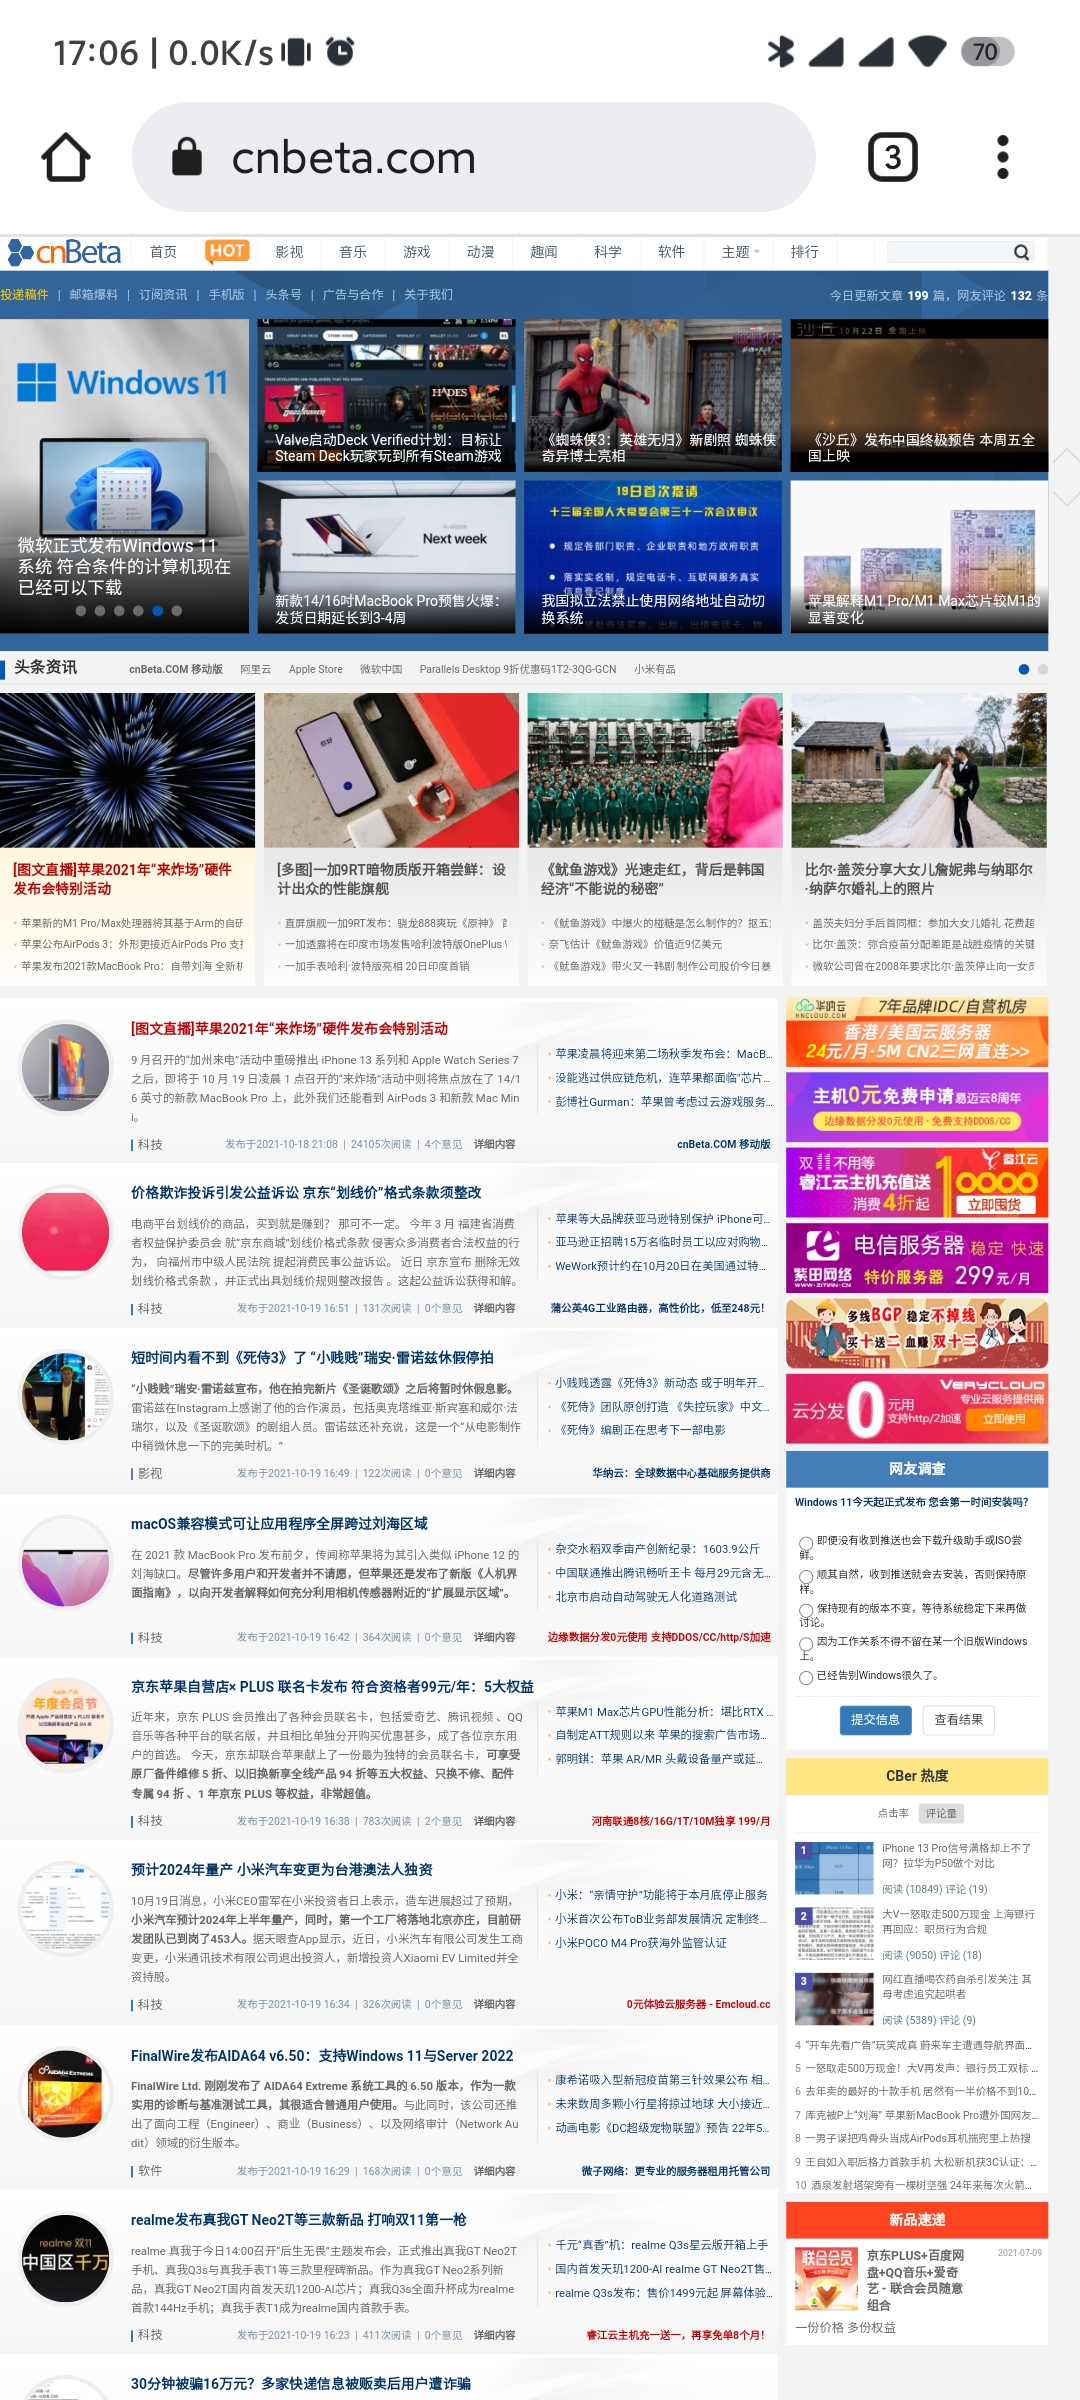 17:06 | 0.0K/s
70
cnbeta.com
3
cnBeta 首页 HOT 影视 音乐 游戏 动漫 趣闻 科学 软件 主题 排行
投递稿件 | 邮箱爆料 | 订阅资讯 | 手机版 | 头条号 | 广告与合作 | 关于我们
今日更新文章 199 篇，网友评论 132 条
Windows 11
微软正式发布Windows 11
系统 符合条件的计算机现在
已经可以下载
HADES
Valve启动Deck Verified计划：目标让
Steam Deck玩家玩到所有Steam游戏
《蜘蛛侠3：英雄无归》新剧照 蜘蛛侠
奇异博士亮相
沙丘 10月22日 全国上映
《沙丘》发布中国终极预告 本周五全
国上映
Available
Next week
新款14/16吋MacBook Pro预售火爆：
发货日期延长到3-4周
19日首次提请
十三届全国人大常委会第三十一次会议审议
规定各部门职责、企业职责和地方政府职责
落实实名制，规定电话卡、互联网服务真实
信息登记制度
我国拟立法禁止使用网络地址自动切
换系统
苹果解释M1 Pro/M1 Max芯片较M1的
显著变化
头条资讯
cnBeta.COM 移动版 阿里云 Apple Store 微软中国 Parallels Desktop 9折优惠码1T2-3QG-GCN 小米有品
[图文直播]苹果2021年“来炸场”硬件
发布会特别活动
苹果新的M1 Pro/Max处理器将其基于Arm的自研
苹果公布AirPods 3：外形更接近AirPods Pro 支持
苹果发布2021款MacBook Pro：自带刘海 全新机
你好
[多图]一加9RT暗物质版开箱尝鲜：设
计出众的性能旗舰
直屏旗舰一加9RT发布：骁龙888爽玩《原神》
一加透露将在印度市场发售哈利波特版OnePlus
一加手表哈利·波特版亮相 20日印度首销
《鱿鱼游戏》光速走红，背后是韩国
经济“不能说的秘密”
《鱿鱼游戏》中爆火的椪糖是怎么制作的？抠五
奈飞估计《鱿鱼游戏》价值近9亿美元
《鱿鱼游戏》带火又一韩剧 制作公司股价今日暴
比尔·盖茨分享大女儿詹妮弗与纳耶尔
·纳萨尔婚礼上的照片
盖茨夫妇分手后首同框：参加大女儿婚礼 花费超
比尔·盖茨：弥合疫苗分配差距是战胜疫情的关键
微软公司曾在2008年要求比尔·盖茨停止向一女员
[图文直播]苹果2021年“来炸场”硬件发布会特别活动
9 月召开的“加州来电”活动中重磅推出 iPhone 13 系列和 Apple Watch Series 7
之后，即将于 10 月 19 日凌晨 1 点召开的“来炸场”活动中则将焦点放在了 14/1
6 英寸的新款 MacBook Pro 上，此外我们还能看到 AirPods 3 和新款 Mac Min
i。
科技 发布于2021-10-18 21:08 | 24105次阅读 | 4个意见 详细内容
苹果凌晨将迎来第二场秋季发布会：MacB...
没能逃过供应链危机，连苹果都面临“芯片...
彭博社Gurman：苹果曾考虑过云游戏服务...
cnBeta.COM 移动版
价格欺诈投诉引发公益诉讼 京东“划线价”格式条款须整改
电商平台划线价的商品，买到就是赚到？ 那可不一定。 今年 3 月 福建省消费
者权益保护委员会 就“京东商城”划线价格式条款 侵害众多消费者合法权益的行
为， 向福州市中级人民法院 提起消费民事公益诉讼。 近日 京东宣布 删除无效
划线价格式条款， 并正式出具划线价规则整改报告 。这起公益诉讼获得和解。
科技 发布于2021-10-19 16:51 | 131次阅读 | 0个意见 详细内容
苹果等大品牌获亚马逊特别保护 iPhone可...
亚马逊正招聘15万名临时员工以应对购物...
WeWork预计约在10月20日在美国通过特...
蒲公英4G工业路由器，高性价比，低至248元！
短时间内看不到《死侍3》了 “小贱贱”瑞安·雷诺兹休假停拍
“小贱贱”瑞安·雷诺兹宣布，他在拍完新片《圣诞歌颂》之后将暂时休假息影。
雷诺兹在Instagram上感谢了他的合作演员，包括奥克塔维亚·斯宾塞和威尔·法
瑞尔，以及《圣诞歌颂》的剧组人员。雷诺兹还补充说，这是一个“从电影制作
中稍微休息一下的完美时机。”
影视 发布于2021-10-19 16:49 | 122次阅读 | 0个意见 详细内容
小贱贱透露《死侍3》新动态 或于明年开...
《死侍》团队原创打造 《失控玩家》中文...
《死侍》编剧正在思考下一部电影
华纳云：全球数据中心基础服务提供商
macOS兼容模式可让应用程序全屏跨过刘海区域
在 2021 款 MacBook Pro 发布前夕，传闻称苹果将为其引入类似 iPhone 12 的
刘海缺口。尽管许多用户和开发者并不请愿，但苹果还是发布了新版《人机界
面指南》，以向开发者解释如何充分利用相机传感器附近的“扩展显示区域”。
科技 发布于2021-10-19 16:42 | 364次阅读 | 0个意见 详细内容
杂交水稻双季亩产创新纪录：1603.9公斤
中国联通推出腾讯畅听王卡 每月29元含无...
北京市启动自动驾驶无人化道路测试
边缘数据分发0元使用 支持DDOS/CC/http/S加速
Apple 产品
年度会员节
京东苹果自营店× PLUS 联名卡发布 符合资格者99元/年：5大权益
近年来，京东 PLUS 会员推出了各种会员联名卡，包括爱奇艺、腾讯视频 、QQ
音乐等各种平台的联名版，并且相比单独分开购买优惠甚多，成了各位京东用
户的首选。 今天，京东却联合苹果献上了一份最为独特的会员联名卡，可享受
原厂备件维修 5 折、以旧换新享全线产品 94 折等五大权益、只换不修、配件
专属 94 折 、1 年京东 PLUS 等权益，非常超值。
科技 发布于2021-10-19 16:38 | 783次阅读 | 2个意见 详细内容
苹果M1 Max芯片GPU性能分析：堪比RTX ...
自制定ATT规则以来 苹果的搜索广告市场...
郭明錤：苹果 AR/MR 头戴设备量产或延...
河南联通8核/16G/1T/10M独享 199/月
预计2024年量产 小米汽车变更为台港澳法人独资
10月19日消息，小米CEO雷军在小米投资者日上表示，造车进展超过了预期，
小米汽车预计2024年上半年量产，同时，第一个工厂将落地北京亦庄，目前研
发团队已到岗了453人。据天眼查App显示，近日，小米汽车有限公司发生工商
变更，小米通讯技术有限公司退出投资人，新增投资人Xiaomi EV Limited并全
资持股。
科技 发布于2021-10-19 16:34 | 326次阅读 | 0个意见 详细内容
小米：“亲情守护”功能将于本月底停止服务
小米首次公布ToB业务部发展情况 定制终...
小米POCO M4 Pro获海外监管认证
0元体验云服务器 - Emcloud.cc
AIDA64 EXTREME
FinalWire发布AIDA64 v6.50：支持Windows 11与Server 2022
FinalWire Ltd. 刚刚发布了 AIDA64 Extreme 系统工具的 6.50 版本，作为一款
实用的诊断与基准测试工具，其很适合普通用户使用。与此同时，该公司还推
出了面向工程（Engineer）、商业（Business）、以及网络审计（Network Au
dit）领域的衍生版本。
软件 发布于2021-10-19 16:29 | 168次阅读 | 0个意见 详细内容
康希诺吸入型新冠疫苗第三针效果公布 相...
未来数周多颗小行星将掠过地球 大小接近...
动画电影《DC超级宠物联盟》预告 22年5...
微子网络：更专业的服务器租用托管公司
realme 双11
中国区千万
realme发布真我GT Neo2T等三款新品 打响双11第一枪
realme 真我于今日14:00召开“后生无畏”主题发布会，正式推出真我GT Neo2T
手机、真我Q3s与真我手表T1等三款里程碑新品。作为真我GT Neo2系列新
品，真我GT Neo2T国内首发天玑1200-AI芯片；真我Q3s全面升杯成为realme
首款144Hz手机；真我手表T1成为realme国内首款手表。
科技 发布于2021-10-19 16:23 | 411次阅读 | 0个意见 详细内容
千元“真香”机：realme Q3s星云版开箱上手
国内首发天玑1200-AI realme GT Neo2T售...
realme Q3s发布：售价1499元起 屏幕体验...
睿江云主机充一送一，再享免单8个月！
30分钟被骗16万元？多家快递信息被贩卖后用户遭诈骗
华纳云 HNCLOUD.COM 7年品牌IDC/自营机房
香港/美国云服务器
24元/月·5M CN2三网直连>>
主机0元免费申请 易迈云8周年
边缘数据分发0元使用 · 免费支持DDOS/CC
双11不用等 睿江云
睿江云主机充值送 10000
消费4折起 立即囤货
紫田网络 WWW.ZITIAN.CN
电信服务器 稳定 快速
特价服务器 299元/月
多线BGP 稳定不掉线
买十送二 血赚双十二
云分发 0 元用
支持http/2加速
VERYCLOUD
专业云服务提供商
立即使用
网友调查
Windows 11今天起正式发布 您会第一时间安装吗？
即便没有收到推送也会下载升级助手或ISO尝
鲜。
顺其自然，收到推送就会去安装，否则保持原
样。
保持现有的版本不变，等待系统稳定下来再做
讨论。
因为工作关系不得不留在某一个旧版Windows
上。
已经告别Windows很久了。
提交信息 查看结果
CBer 热度
点击率 评论量
1 iPhone 13 Pro信号满格却上不了
网？拉华为P50做个对比
阅读 (10849) 评论 (19)
2 大V一怒取走500万现金 上海银行
再回应：职员行为合规
阅读 (9050) 评论 (18)
3 网红直播喝农药自杀引发关注 其
母考虑追究起哄者
阅读 (5389) 评论 (9)
4 “开车先看广告”玩笑成真 蔚来车主遭遇导航界面...
5 一怒取走500万现金！大V再发声：银行员工双标 ...
6 去年卖的最好的十款手机 居然有一半价格不到10...
7 库克被P上“刘海” 苹果新MacBook Pro遭外国网友...
8 一男子误把鸡骨头当成AirPods耳机揣兜里上热搜
9 王自如入职后格力首款手机 大松新机获3C认证：...
10 酒泉发射塔架旁有一棵树坚强 24年来每次火箭...
新品速递
联合会员
京东PLUS+百度网
盘+QQ音乐+爱奇
艺 - 联合会员随意
组合
2021-07-09
一份价格 多份权益